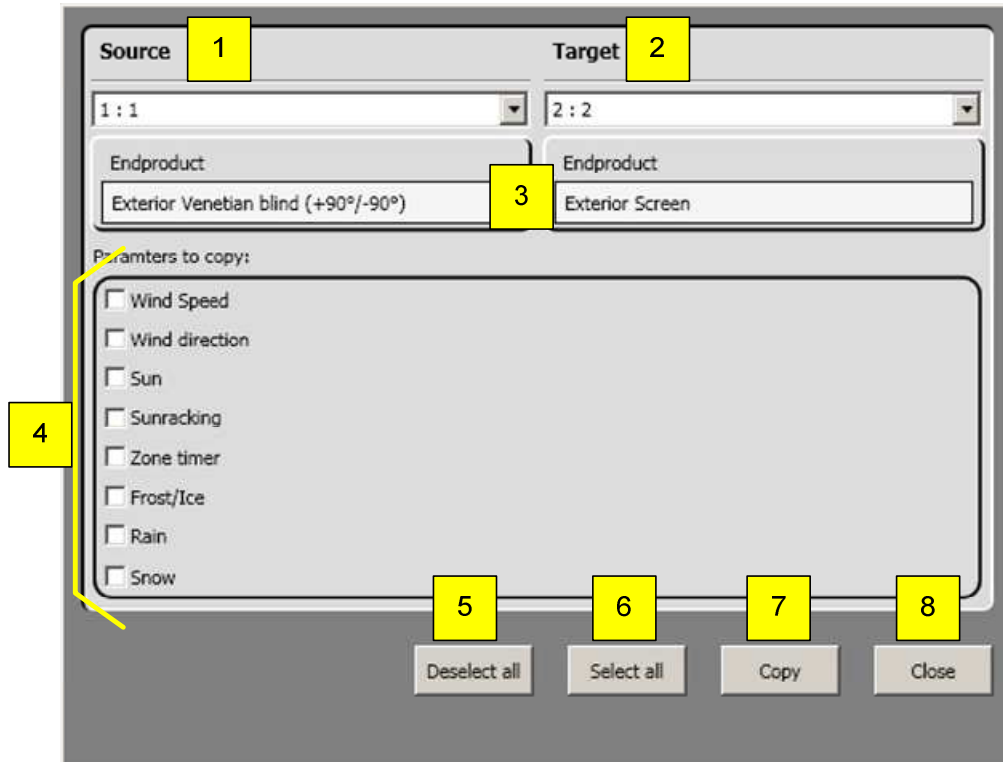 Source 1 Target 2
1 : 1 2 : 2
Endproduct Endproduct
3
Exterior Venetian blind (+90°/-90°) Exterior Screen
Paramters to copy:
Wind Speed
Wind direction
Sun
Sunracking
4
Zone timer
Frost/Ice
Rain
Snow
5 6 7 8
Deselect all Select all Copy Close